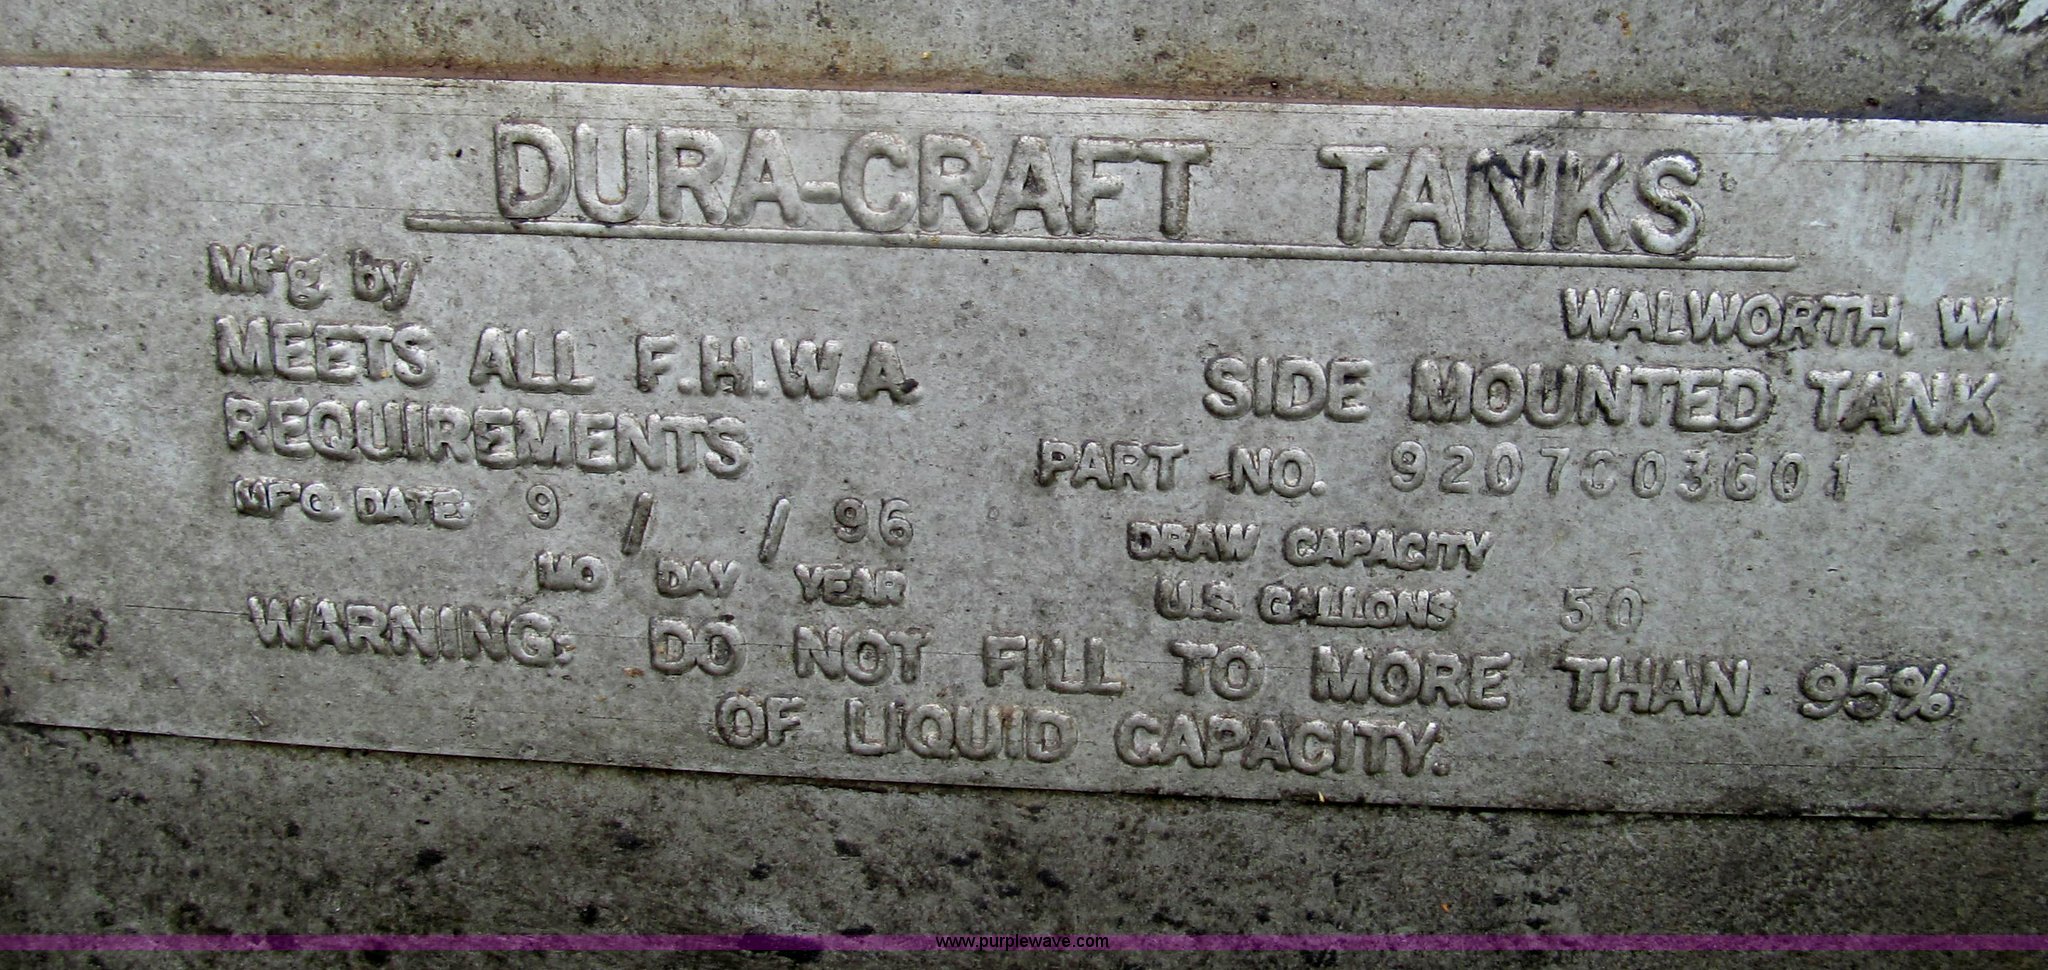 DURA-CRAFT TANKS
Mfg by
WALWORTH, WI
MEETS ALL F.H.W.A.
REQUIREMENTS
SIDE MOUNTED TANK
PART NO. 9207C03G01
MFG. DATE: 9 / / 96
MO DAY YEAR
DRAW CAPACITY
U.S. GALLONS 50
WARNING: DO NOT FILL TO MORE THAN 95%
OF LIQUID CAPACITY.
www.purplewave.com